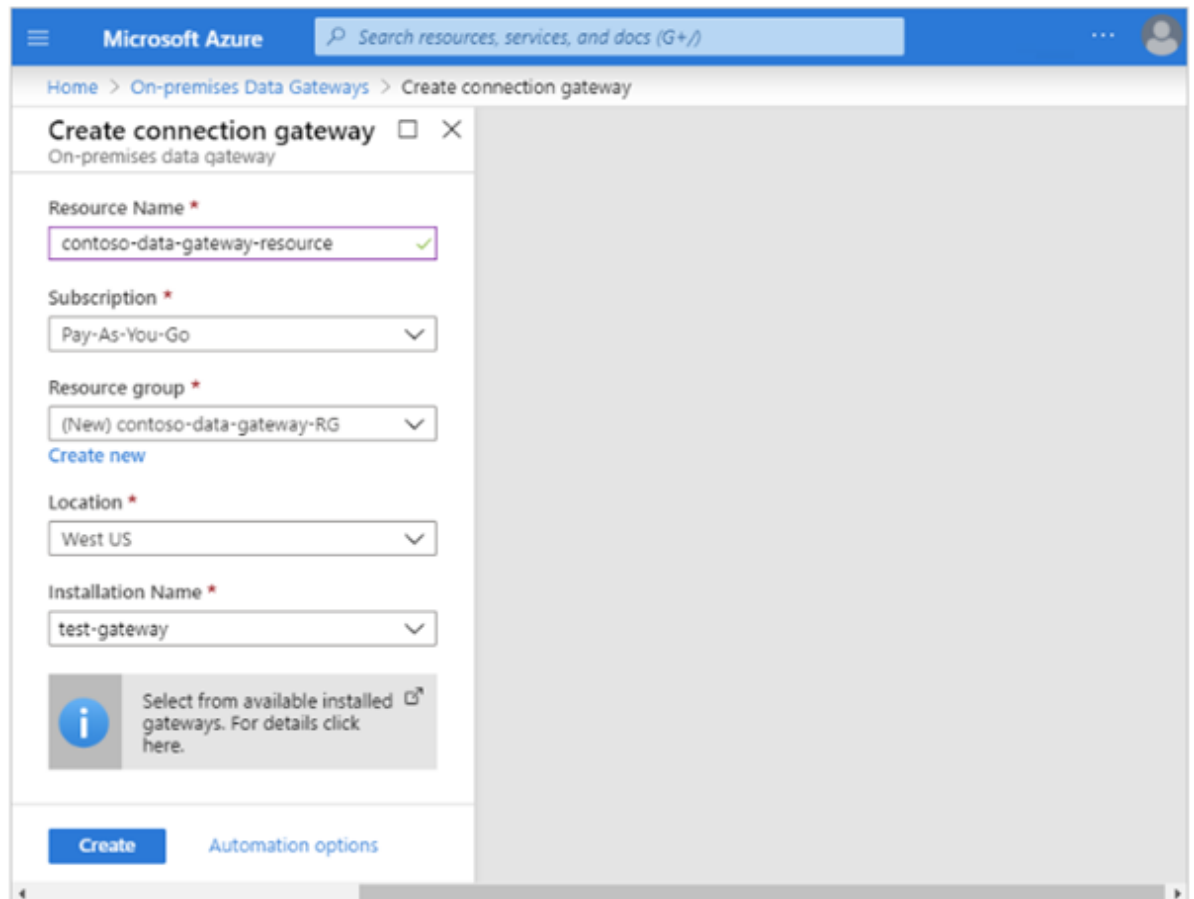 Microsoft Azure
Search resources, services, and docs (G+/)
...
Home > On-premises Data Gateways > Create connection gateway
Create connection gateway
On-premises data gateway
Resource Name *
contoso-data-gateway-resource
Subscription *
Pay-As-You-Go
Resource group *
(New) contoso-data-gateway-RG
Create new
Location *
West US
Installation Name *
test-gateway
i
Select from available installed
gateways. For details click
here.
Create
Automation options